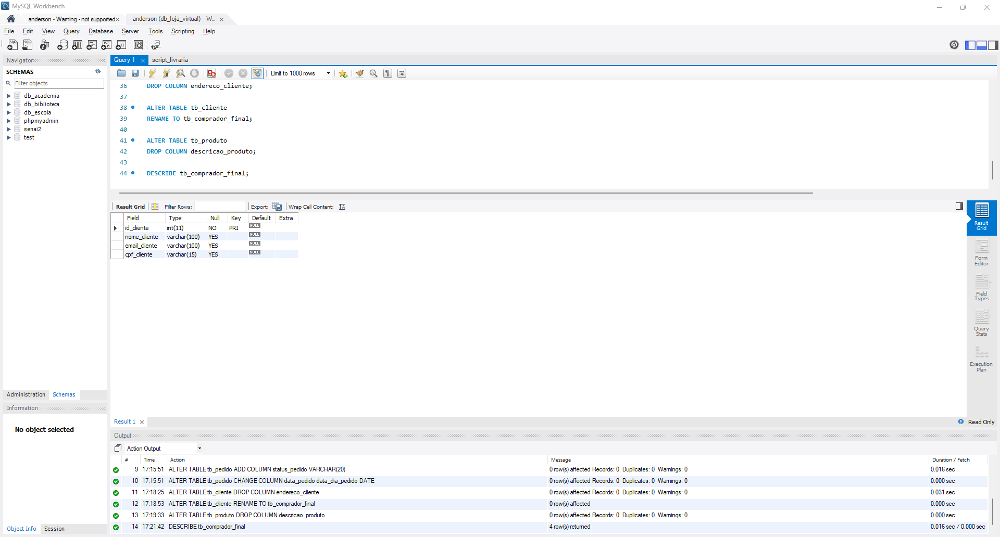 MySQL Workbench
anderson - Warning - not supported
anderson (db_loja_virtual) - W...
File Edit View Query Database Server Tools Scripting Help
Navigator
SCHEMAS
Filter objects
db_academia
db_biblioteca
db_escola
phpmyadmin
senai2
test
Administration Schemas
Information
No object selected
Object Info Session
Query 1 script_livraria
Limit to 1000 rows
36 DROP COLUMN endereco_cliente;
37
38 ALTER TABLE tb_cliente
39 RENAME TO tb_comprador_final;
40
41 ALTER TABLE tb_produto
42 DROP COLUMN descricao_produto;
43
44 DESCRIBE tb_comprador_final;
Result Grid Filter Rows: Export: Wrap Cell Content:
Field Type Null Key Default Extra
id_cliente int(11) NO PRI NULL
nome_cliente varchar(100) YES NULL
email_cliente varchar(100) YES NULL
cpf_cliente varchar(15) YES NULL
Result Grid
Form Editor
Field Types
Query Stats
Execution Plan
Result 1
Read Only
Output
Action Output
# Time Action Message Duration / Fetch
9 17:15:51 ALTER TABLE tb_pedido ADD COLUMN status_pedido VARCHAR(20) 0 row(s) affected Records: 0 Duplicates: 0 Warnings: 0 0.016 sec
10 17:15:51 ALTER TABLE tb_pedido CHANGE COLUMN data_pedido data_dia_pedido DATE 0 row(s) affected Records: 0 Duplicates: 0 Warnings: 0 0.000 sec
11 17:18:25 ALTER TABLE tb_cliente DROP COLUMN endereco_cliente 0 row(s) affected Records: 0 Duplicates: 0 Warnings: 0 0.031 sec
12 17:18:53 ALTER TABLE tb_cliente RENAME TO tb_comprador_final 0 row(s) affected 0.000 sec
13 17:19:33 ALTER TABLE tb_produto DROP COLUMN descricao_produto 0 row(s) affected Records: 0 Duplicates: 0 Warnings: 0 0.000 sec
14 17:21:42 DESCRIBE tb_comprador_final 4 row(s) returned 0.016 sec / 0.000 sec